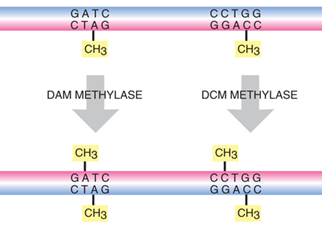 GATC
CTAG
CH3
CCTGG
GGACC
CH3
DAM METHYLASE
DCM METHYLASE
CH3
GATC
CTAG
CH3
CH3
CCTGG
GGACC
CH3